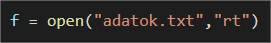 f = open("adatok.txt","rt")